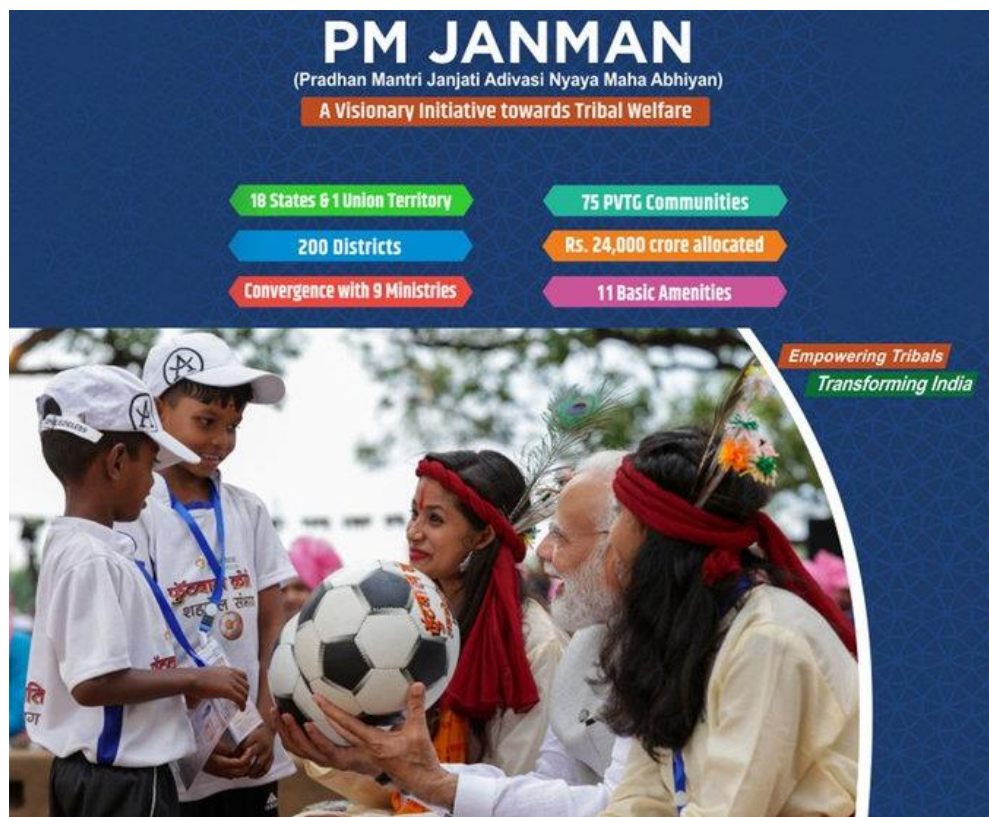 PM JANMAN
(Pradhan Mantri Janjati Adivasi Nyaya Maha Abhiyan)
A Visionary Initiative towards Tribal Welfare
18 States & 1 Union Territory
75 PVTG Communities
200 Districts
Rs. 24,000 crore allocated
Convergence with 9 Ministries
11 Basic Amenities
Empowering Tribals
Transforming India